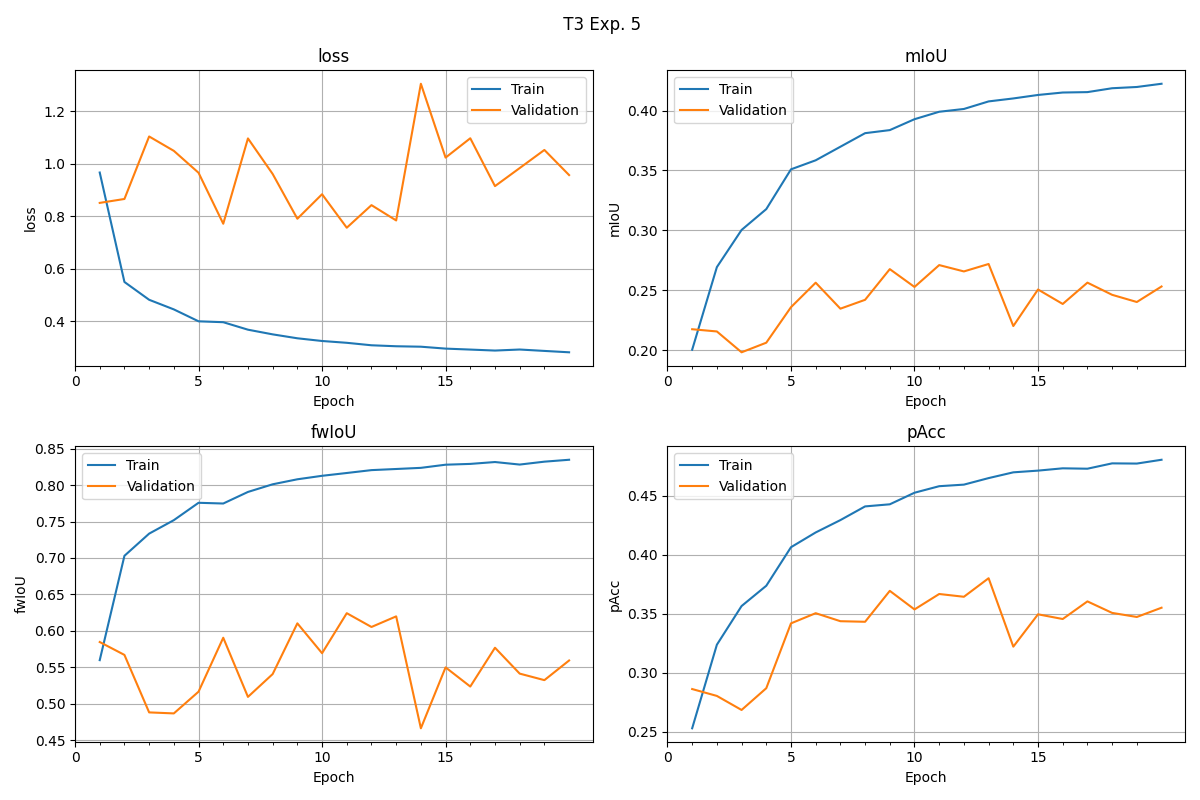 T3 Exp. 5
loss
Train
Validation
loss
1.2
1.0
0.8
0.6
0.4
0 5 10 15
Epoch
mIoU
Train
Validation
mIoU
0.40
0.35
0.30
0.25
0.20
0 5 10 15
Epoch
fwIoU
Train
Validation
fwIoU
0.85
0.80
0.75
0.70
0.65
0.60
0.55
0.50
0.45
0 5 10 15
Epoch
pAcc
Train
Validation
pAcc
0.45
0.40
0.35
0.30
0.25
0 5 10 15
Epoch